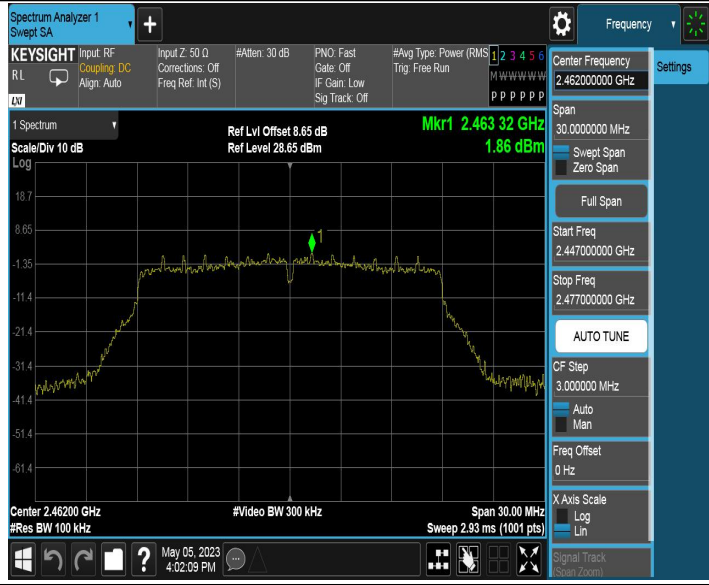 Spectrum Analyzer 1
Swept SA
Frequency
KEYSIGHT
RL
LXI
Input: RF
Coupling: DC
Align: Auto
Input Z: 50 Ω
Corrections: Off
Freq Ref: Int (S)
#Atten: 30 dB
PNO: Fast
Gate: Off
IF Gain: Low
Sig Track: Off
#Avg Type: Power (RMS
Trig: Free Run
1 2 3 4 5 6
M W W W W W
P P P P P P
Center Frequency
2.462000000 GHz
Settings
Span
30.0000000 MHz
Swept Span
Zero Span
Full Span
Start Freq
2.447000000 GHz
Stop Freq
2.477000000 GHz
AUTO TUNE
CF Step
3.000000 MHz
Auto
Man
Freq Offset
0 Hz
X Axis Scale
Log
Lin
Signal Track
(Span Zoom)
1 Spectrum
Scale/Div 10 dB
Log
Ref Lvl Offset 8.65 dB
Ref Level 28.65 dBm
Mkr1 2.463 32 GHz
1.86 dBm
18.7
8.65
1
-1.35
-11.4
-21.4
-31.4
-41.4
-51.4
-61.4
Center 2.46200 GHz
#Res BW 100 kHz
#Video BW 300 kHz
Span 30.00 MHz
Sweep 2.93 ms (1001 pts)
?
May 05, 2023
4:02:09 PM